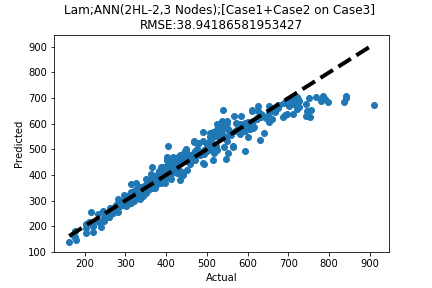 Lam;ANN(2HL-2,3 Nodes);[Case1+Case2 on Case3]
RMSE:38.94186581953427
900
800
700
600
500
400
300
200
100
Predicted
200 300 400 500 600 700 800 900
Actual